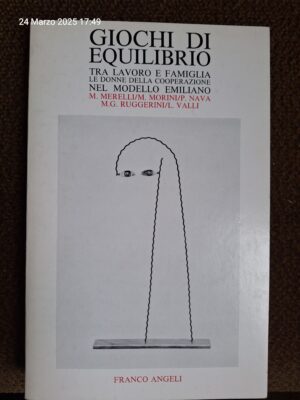 24 Marzo 2025 17:49
GIOCHI DI
EQUILIBRIO
TRA LAVORO E FAMIGLIA
LE DONNE DELLA COOPERAZIONE
NEL MODELLO EMILIANO
M. MERELLI/M. MORINI/P. NAVA
M.G. RUGGERINI/L. VALLI
FRANCO ANGELI